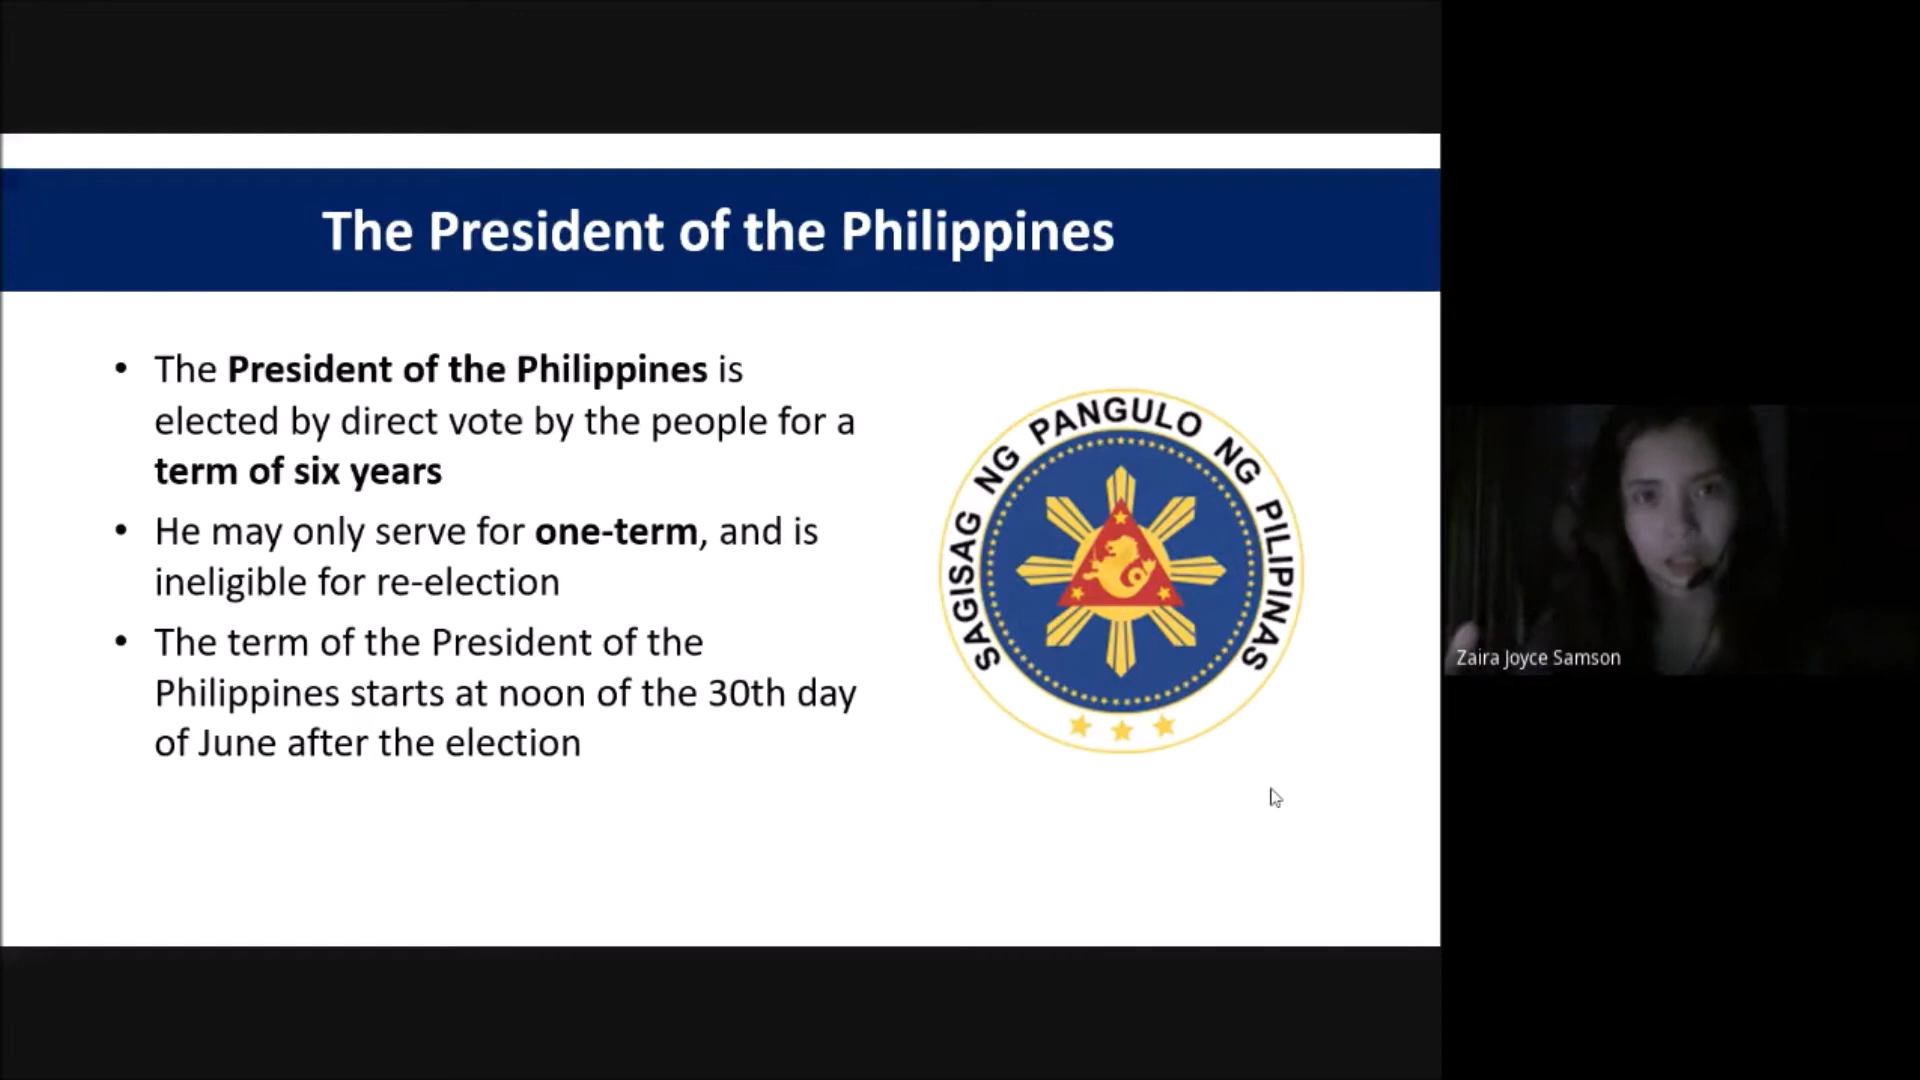 The President of the Philippines
• The President of the Philippines is
elected by direct vote by the people for a
term of six years
• He may only serve for one-term, and is
ineligible for re-election
• The term of the President of the
Philippines starts at noon of the 30th day
of June after the election
SAGISAG NG PANGULO NG PILIPINAS
Zaira Joyce Samson